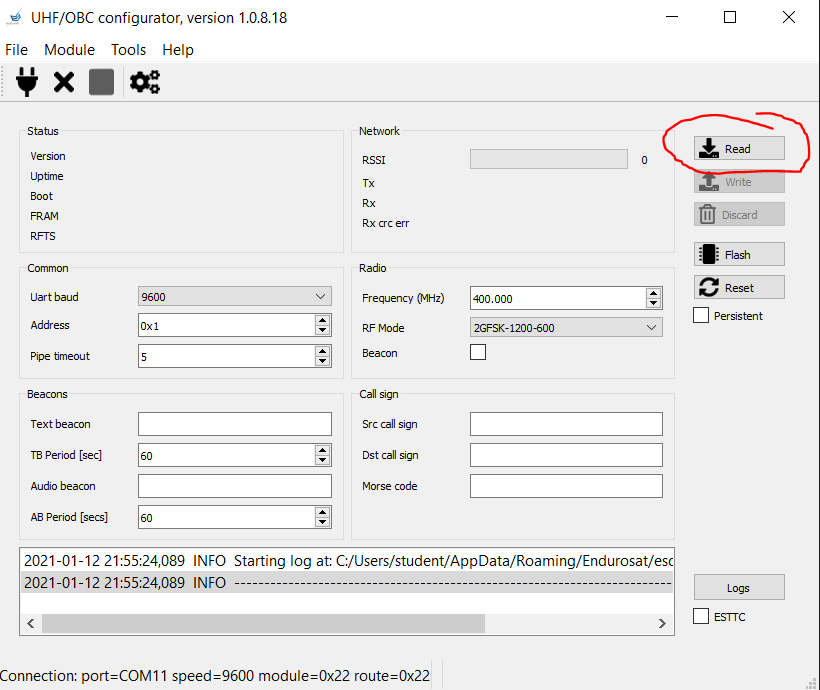 UHF/OBC configurator, version 1.0.8.18
File Module Tools Help
Status
Version
Uptime
Boot
FRAM
RFTS
Network
RSSI 0
Tx
Rx
Rx crc err
Read
Write
Discard
Flash
Reset
Persistent
Common
Uart baud 9600
Address 0x1
Pipe timeout 5
Radio
Frequency (MHz) 400.000
RF Mode 2GFSK-1200-600
Beacon
Beacons
Text beacon
TB Period [sec] 60
Audio beacon
AB Period [secs] 60
Call sign
Src call sign
Dst call sign
Morse code
2021-01-12 21:55:24,089 INFO Starting log at: C:/Users/student/AppData/Roaming/Endurosat/esc
2021-01-12 21:55:24,089 INFO ------------------------------------------------------------------------
Logs
ESTTC
Connection: port=COM11 speed=9600 module=0x22 route=0x22